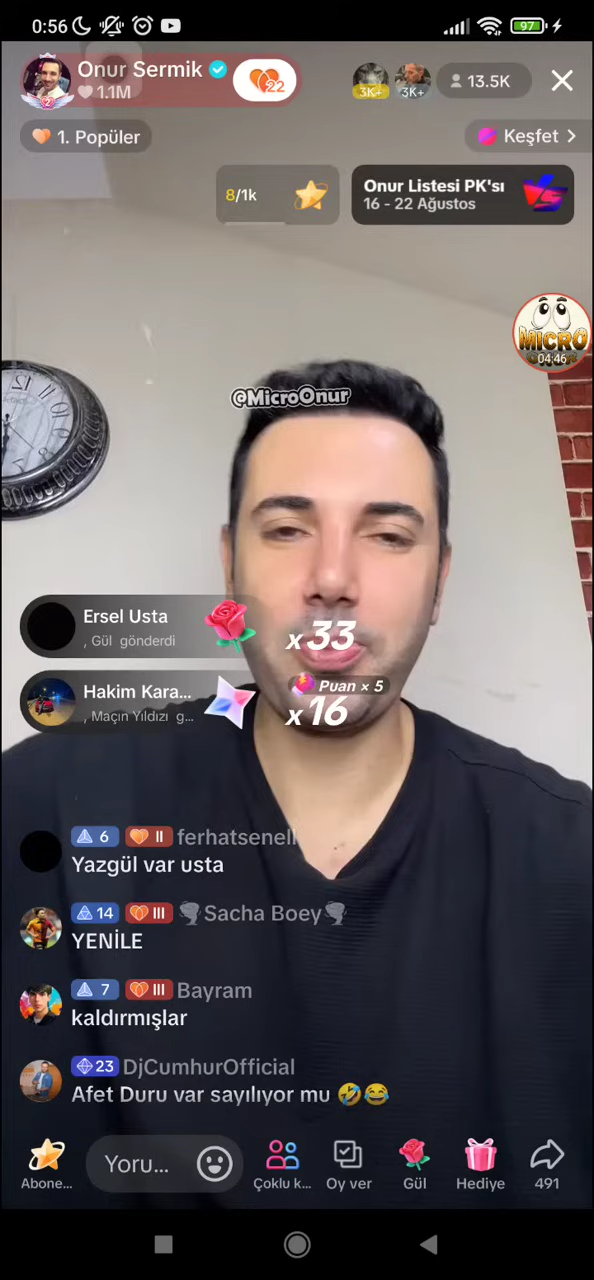 0:56
97
Onur Sermik
1.1M
22
3K+
3K+
13.5K
1. Popüler
Keşfet
8/1k
Onur Listesi PK'sı
16 - 22 Ağustos
VS
MICRO
04:46
@MicroOnur
Ersel Usta
, Gül gönderdi
x33
Hakim Kara...
, Maçın Yıldızı g...
Puan × 5
x16
6 II ferhatsenell
Yazgül var usta
14 III Sacha Boey
YENİLE
7 III Bayram
kaldırmışlar
23 DjCumhurOfficial
Afet Duru var sayılıyor mu 🤣😂
Yoru...
Abone...
Çoklu k...
Oy ver
Gül
Hediye
491